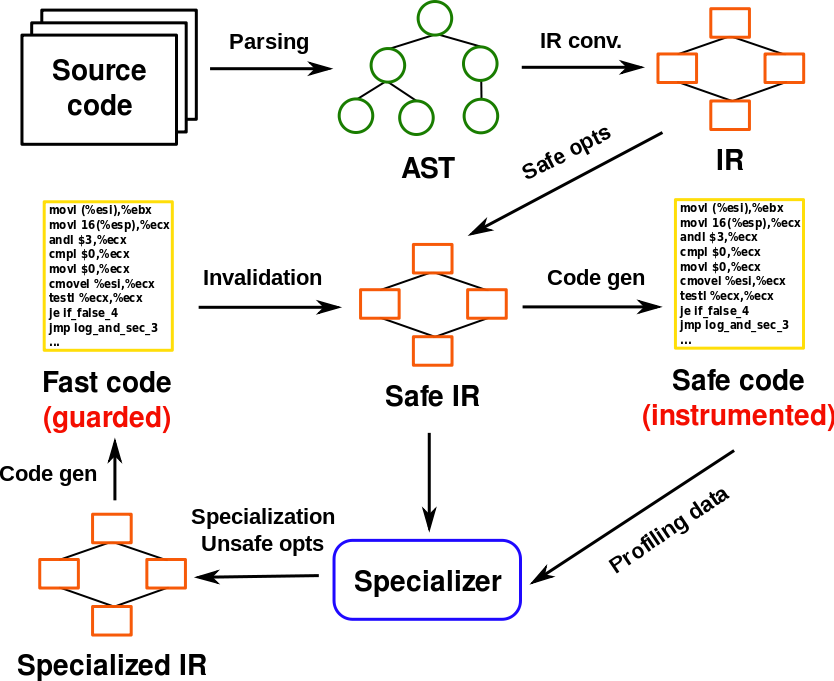 Source
code
Parsing
AST
IR conv.
IR
Safe opts
movl (%esi),%ebx
movl 16(%esp),%ecx
andl $3,%ecx
cmpl $0,%ecx
movl $0,%ecx
cmovel %esi,%ecx
testl %ecx,%ecx
je if_false_4
jmp log_and_sec_3
...
Fast code
(guarded)
Invalidation
Safe IR
Code gen
movl (%esi),%ebx
movl 16(%esp),%ecx
andl $3,%ecx
cmpl $0,%ecx
movl $0,%ecx
cmovel %esi,%ecx
testl %ecx,%ecx
je if_false_4
jmp log_and_sec_3
...
Safe code
(instrumented)
Code gen
Specialization
Unsafe opts
Specializer
Profiling data
Specialized IR